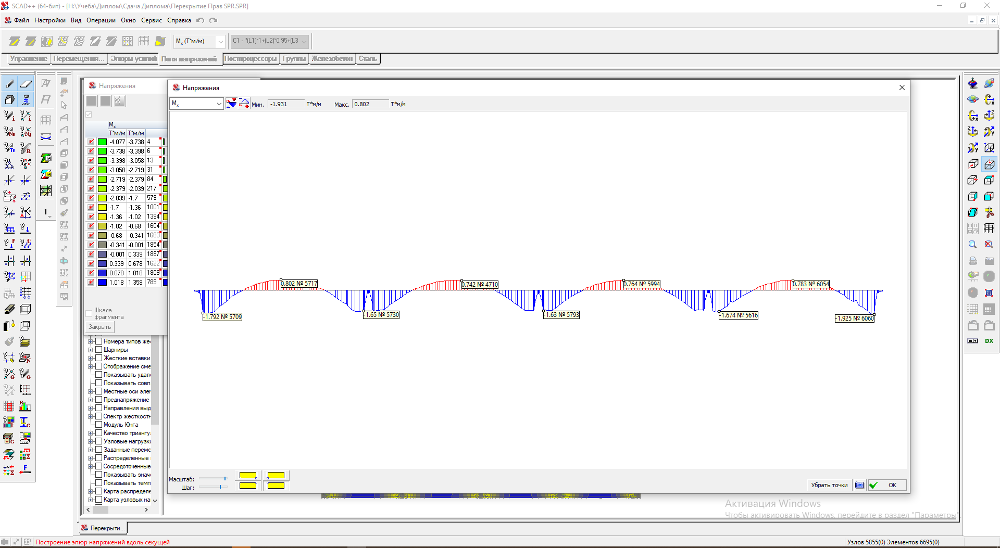 SCAD++ (64-бит) - [H:\Учеба\Диплом\Сдача Диплома\Перекрытие Прав SPR.SPR]
Файл Настройки Вид Операции Окно Сервис Справка
Mx (Т*м/м) C1 - "(L1)*1+(L2)*0.95+(L3
Управление Перемещения... Эпюры усилий Поля напряжений Постпроцессоры Группы Железобетон Сталь
Напряжения
Mx
Т*м/м Т*м/м
-4.077 -3.738 4
-3.738 -3.398 6
-3.398 -3.058 13
-3.058 -2.719 31
-2.719 -2.379 84
-2.379 -2.039 217
-2.039 -1.7 579
-1.7 -1.36 1001
-1.36 -1.02 1394
-1.02 -0.68 1604
-0.68 -0.341 1683
-0.341 -0.001 1854
-0.001 0.339 1887
0.339 0.678 1622
0.678 1.018 1809
1.018 1.358 789
Шкала
фрагмента
Закрыть
Номера типов же
Шарниры
Жесткие вставки
Отображение сме
Показывать удал
Показывать совп
Местные оси элем
Преднапряжение
Направления выд
Спектр жесткост
Модуль Юнга
Качество триангу
Узловые нагрузки
Заданные переме
Распределенные
Сосредоточенные
Показывать знач
Показывать темп
Карта распределе
Карта узловых на
Напряжения
Mx Мин. -1.931 Т*м/м Макс. 0.802 Т*м/м
0.802 № 5717
0.742 № 4710
0.764 № 5994
0.783 № 6054
-1.792 № 5709
-1.65 № 5730
-1.63 № 5793
-1.674 № 5616
-1.925 № 6060
Масштаб:
Шаг:
Убрать точки OK
1
DX
Активация Windows
Чтобы активировать Windows, перейдите в раздел "Параметры".
Перекрыти...
Построение эпюр напряжений вдоль секущей
Узлов 5855(0) Элементов 6695(0)